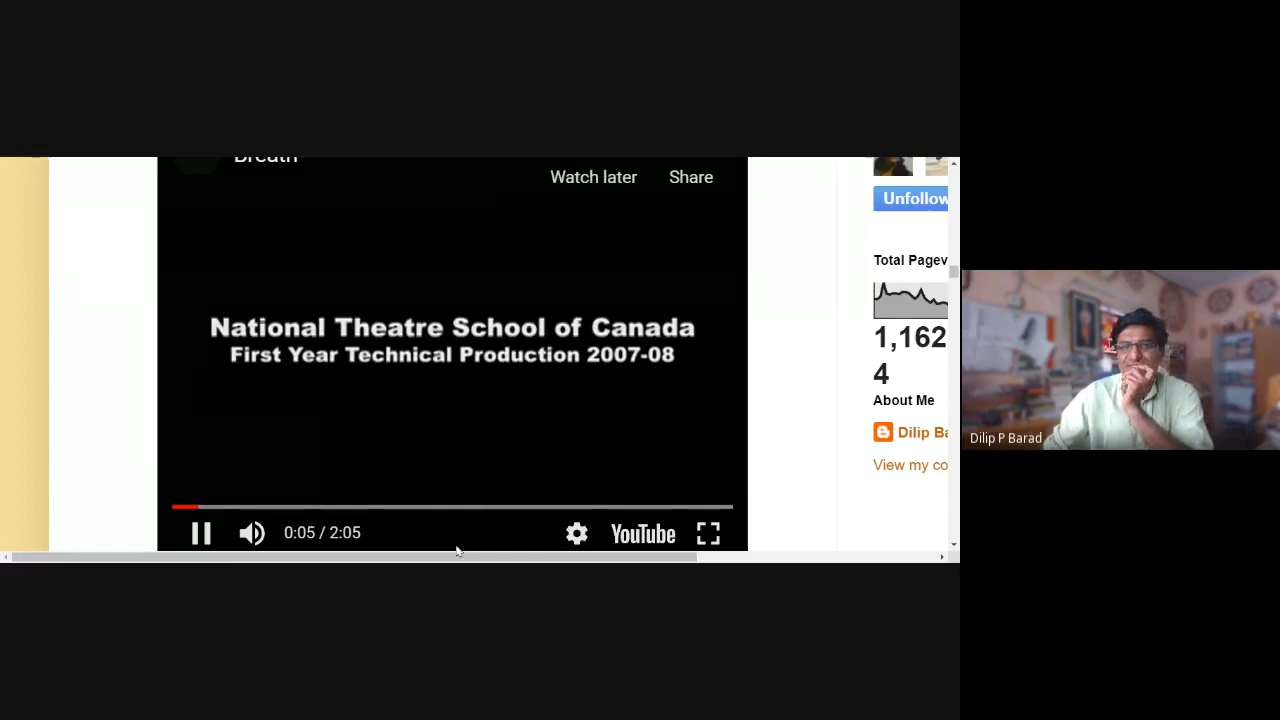 Breath
Watch later Share
National Theatre School of Canada
First Year Technical Production 2007-08
0:05 / 2:05
YouTube
Unfollow
Total Pagev
1,162
4
About Me
Dilip Ba
View my co
Dilip P Barad